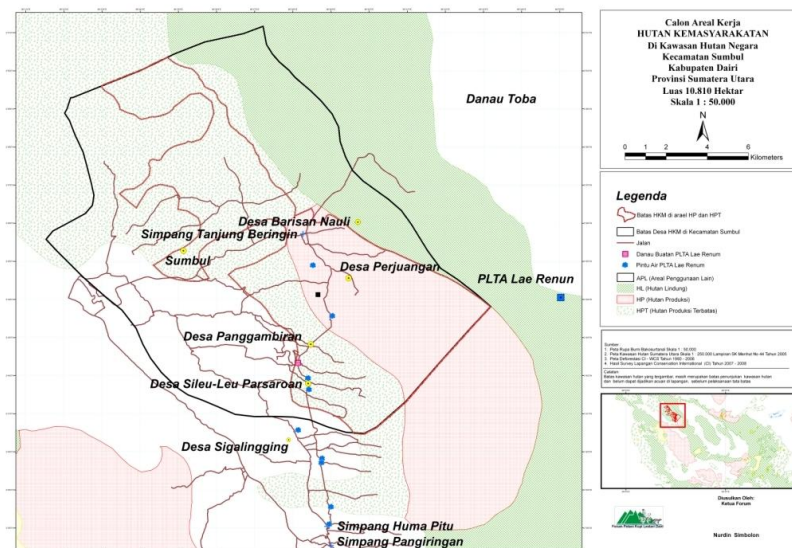 Danau Toba
Desa Barisan Nauli
Simpang Tanjung Beringin
Sumbul
Desa Perjuangan
PLTA Lae Renun
Desa Panggambiran
Desa Sileu-Leu Parsaroan
Desa Sigalingging
Simpang Huma Pitu
Simpang Pangiringan
Calon Areal Kerja
HUTAN KEMASYARAKATAN
Di Kawasan Hutan Negara
Kecamatan Sumbul
Kabupaten Dairi
Provinsi Sumatera Utara
Luas 10.810 Hektar
Skala 1 : 50.000
N
0 1 2 4 6
Kilometers
Legenda
Batas HKM di arael HP dan HPT
Batas Desa HKM di Kecamatan Sumbul
Jalan
Danau Buatan PLTA Lae Renum
Pintu Air PLTA Lae Renum
APL (Areal Penggunaan Lain)
HL (Hutan Lindung)
HP (Hutan Produksi)
HPT (Hutan Produksi Terbatas)
Sumber :
Catatan
Diusulkan Oleh:
Ketua Forum
Nurdin Simbolon